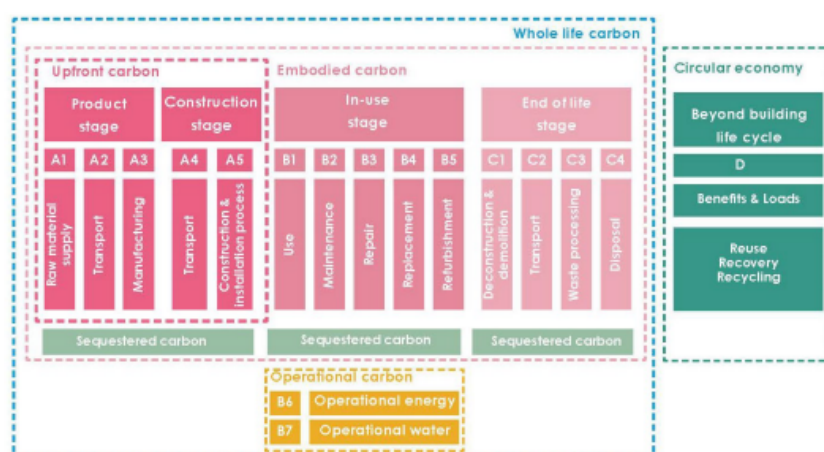 Whole life carbon
Upfront carbon
Embodied carbon
Circular economy
Product
stage
Construction
stage
In-use
stage
End of life
stage
Beyond building
life cycle
A1
A2
A3
A4
A5
B1
B2
B3
B4
B5
C1
C2
C3
C4
D
Raw material
supply
Transport
Manufacturing
Transport
Construction &
installation process
Use
Maintenance
Repair
Replacement
Refurbishment
Deconstruction &
demolition
Transport
Waste processing
Disposal
Benefits & Loads
Reuse
Recovery
Recycling
Sequestered carbon
Sequestered carbon
Sequestered carbon
Operational carbon
B6
Operational energy
B7
Operational water